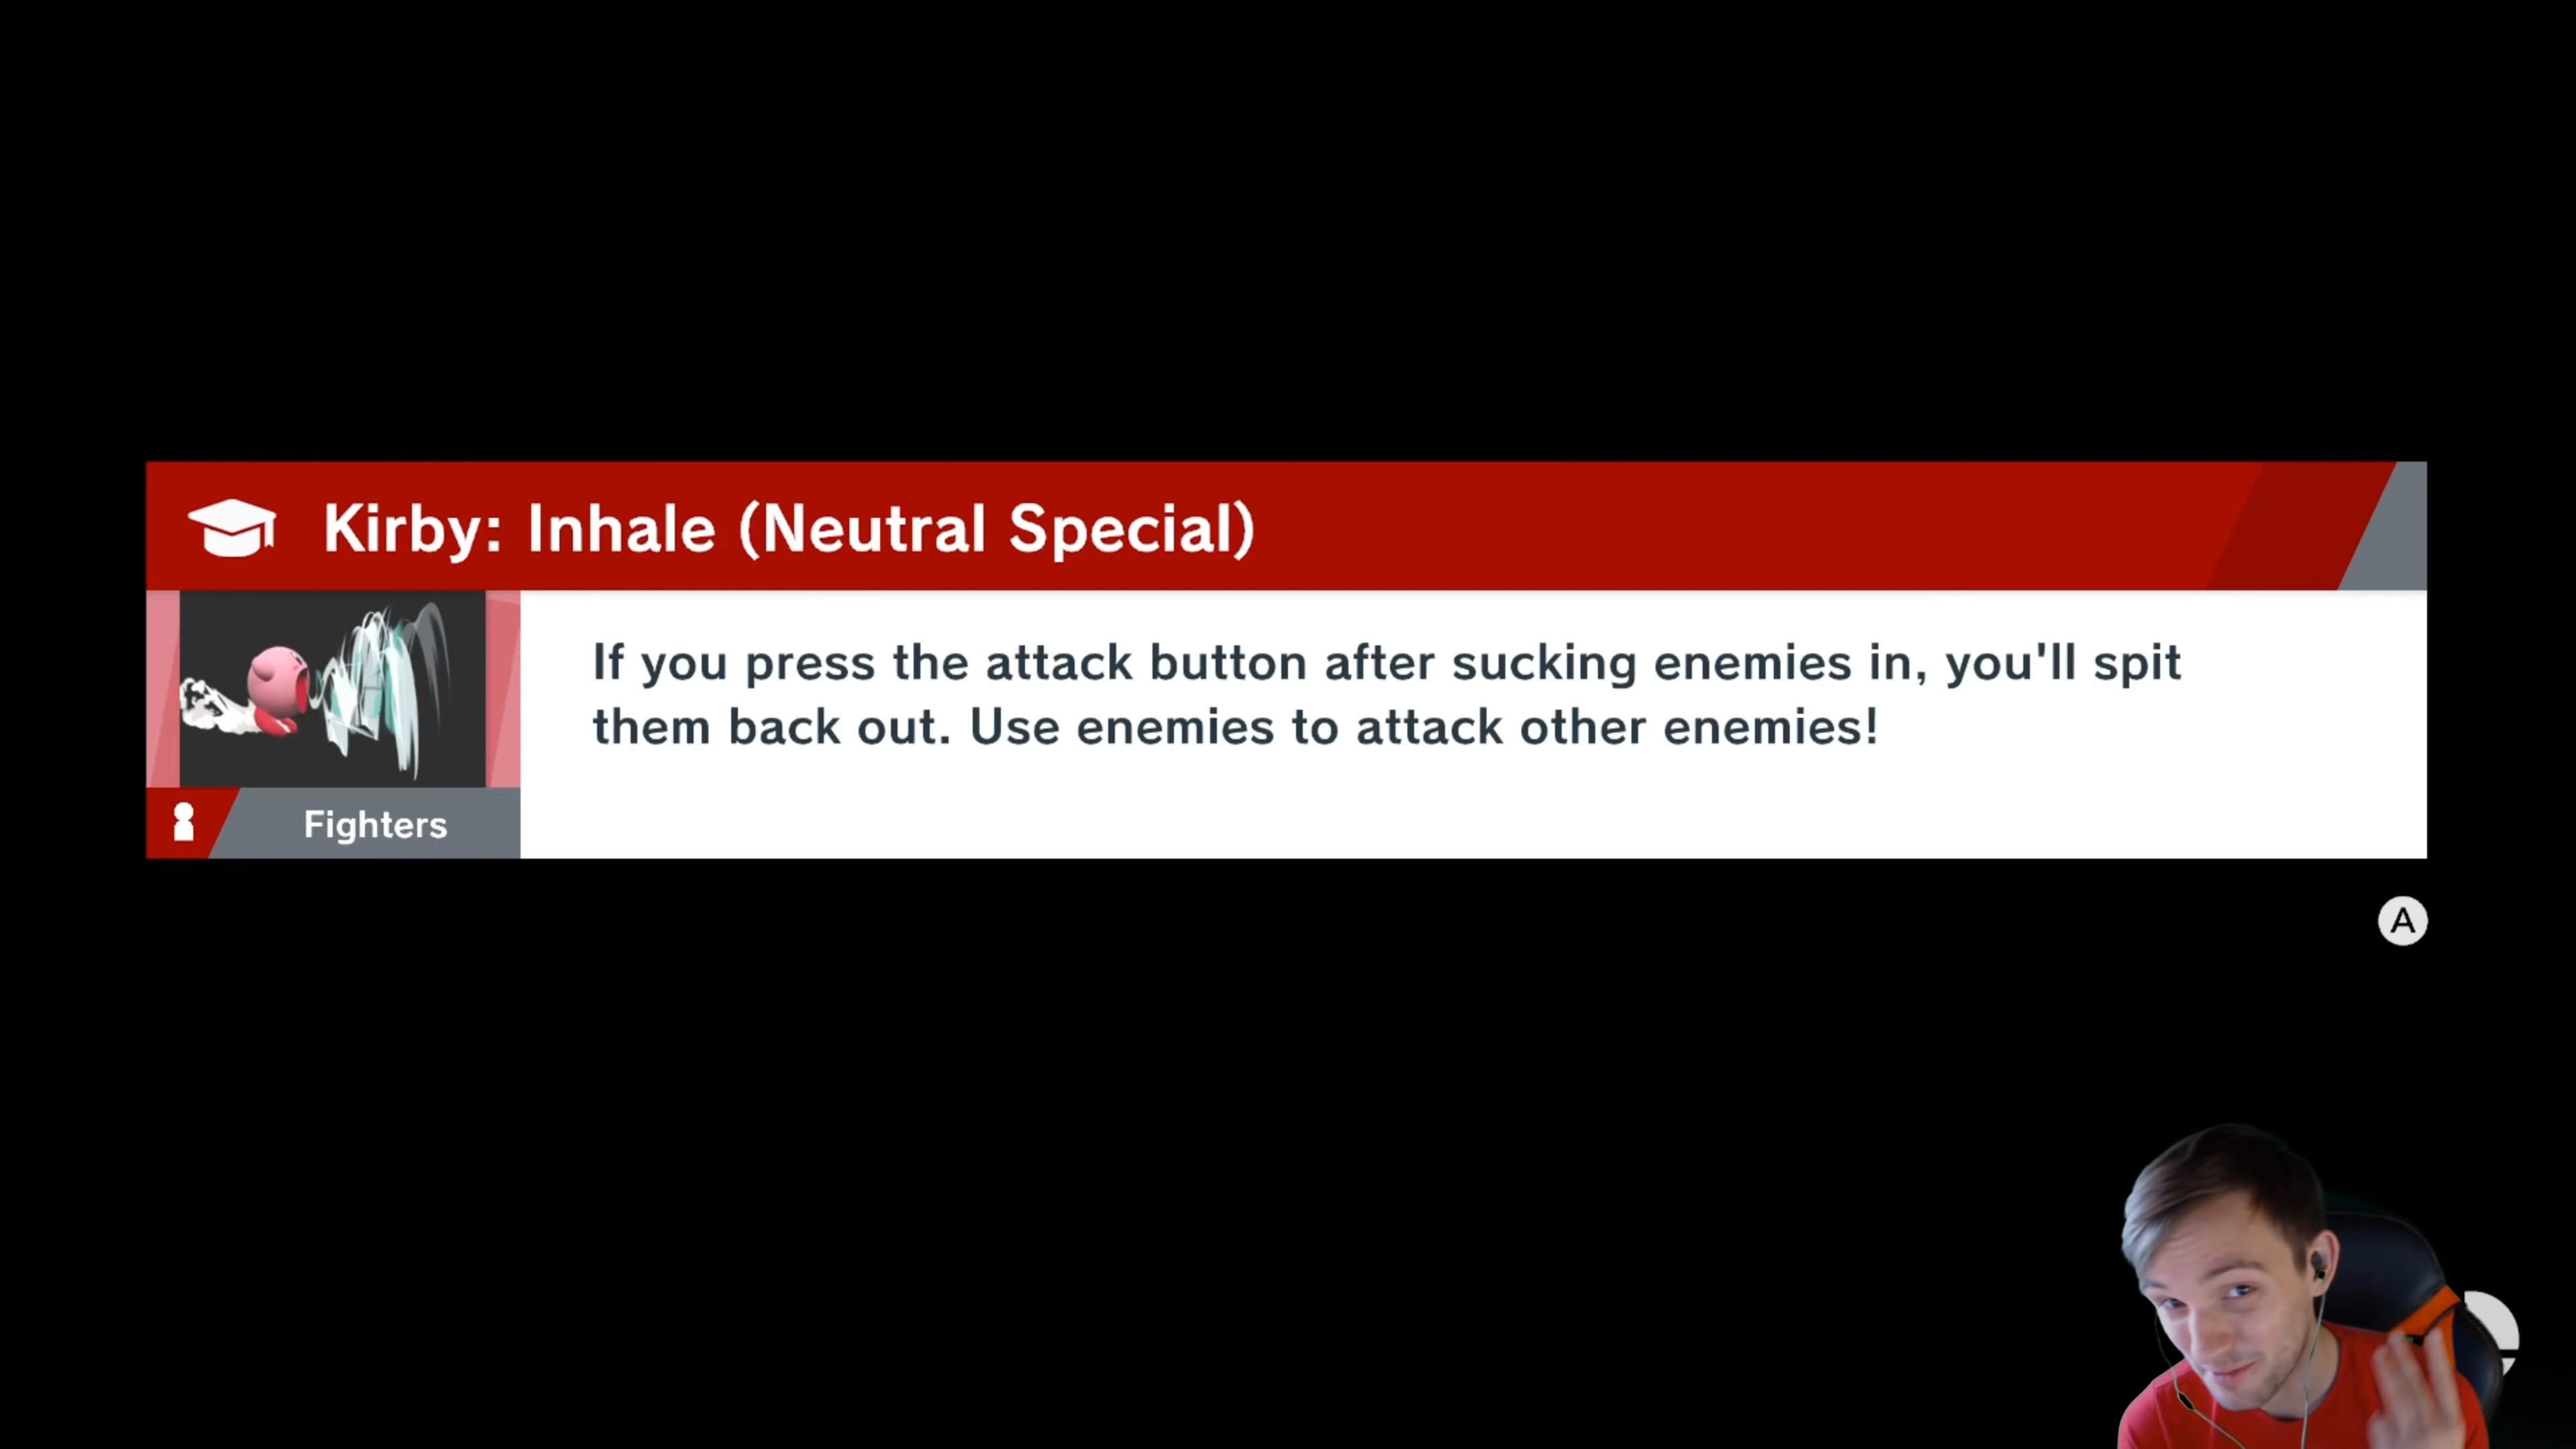 Kirby: Inhale (Neutral Special)
If you press the attack button after sucking enemies in, you'll spit
them back out. Use enemies to attack other enemies!
Fighters
A